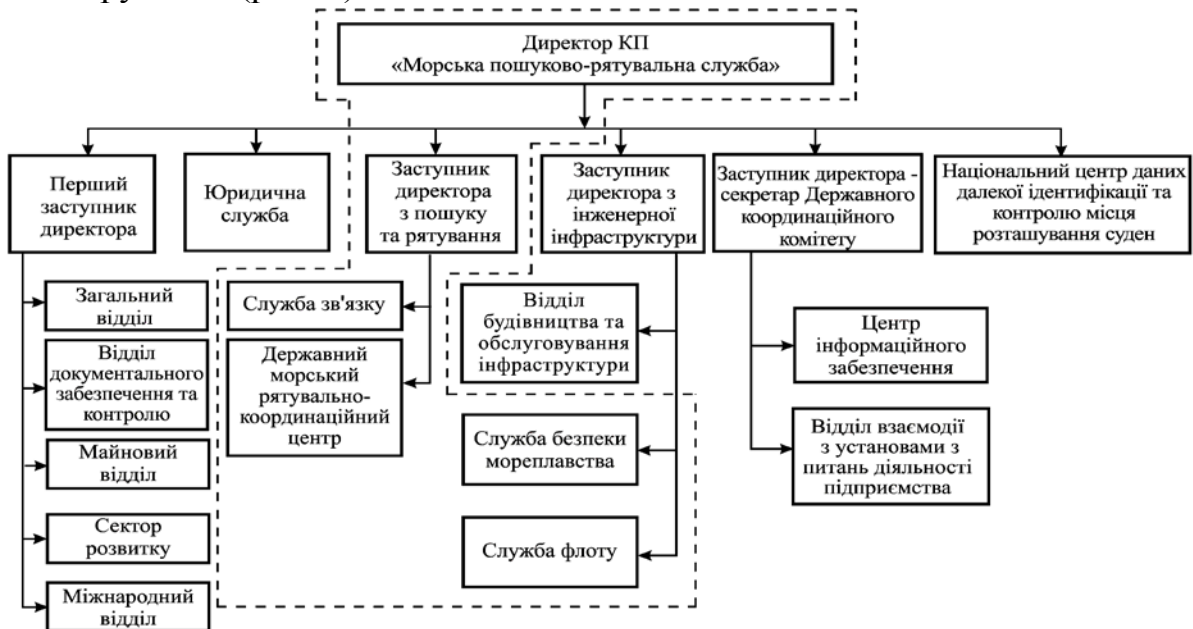 Директор КП
«Морська пошуково-рятувальна служба»
Перший
заступник
директора
Юридична
служба
Заступник
директора
з пошуку
та рятування
Заступник
директора з
інженерної
інфраструктури
Заступник директора -
секретар Державного
координаційного
комітету
Національний центр даних
далекої ідентифікації та
контролю місця
розташування суден
Загальний
відділ
Відділ
документального
забезпечення та
контролю
Майновий
відділ
Сектор
розвитку
Міжнародний
відділ
Служба зв'язку
Державний
морський
рятувально-
координаційний
центр
Відділ
будівництва та
обслуговування
інфраструктури
Служба безпеки
мореплавства
Служба флоту
Центр
інформаційного
забезпечення
Відділ взаємодії
з установами з
питань діяльності
підприємства